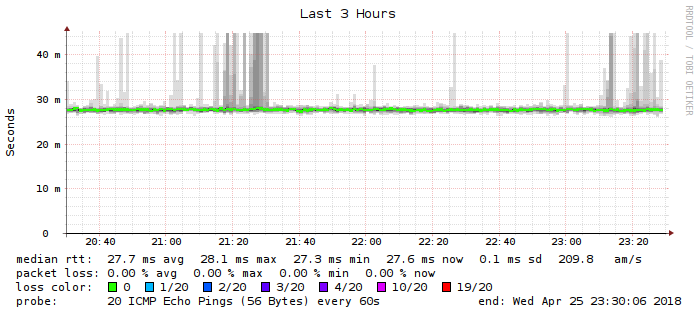 Last 3 Hours
RRDTOOL / TOBI OETIKER
Seconds
40 m
30 m
20 m
10 m
0
20:40 21:00 21:20 21:40 22:00 22:20 22:40 23:00 23:20
median rtt: 27.7 ms avg 28.1 ms max 27.3 ms min 27.6 ms now 0.1 ms sd 209.8 am/s
packet loss: 0.00 % avg 0.00 % max 0.00 % min 0.00 % now
loss color: 0 1/20 2/20 3/20 4/20 10/20 19/20
probe: 20 ICMP Echo Pings (56 Bytes) every 60s end: Wed Apr 25 23:30:06 2018